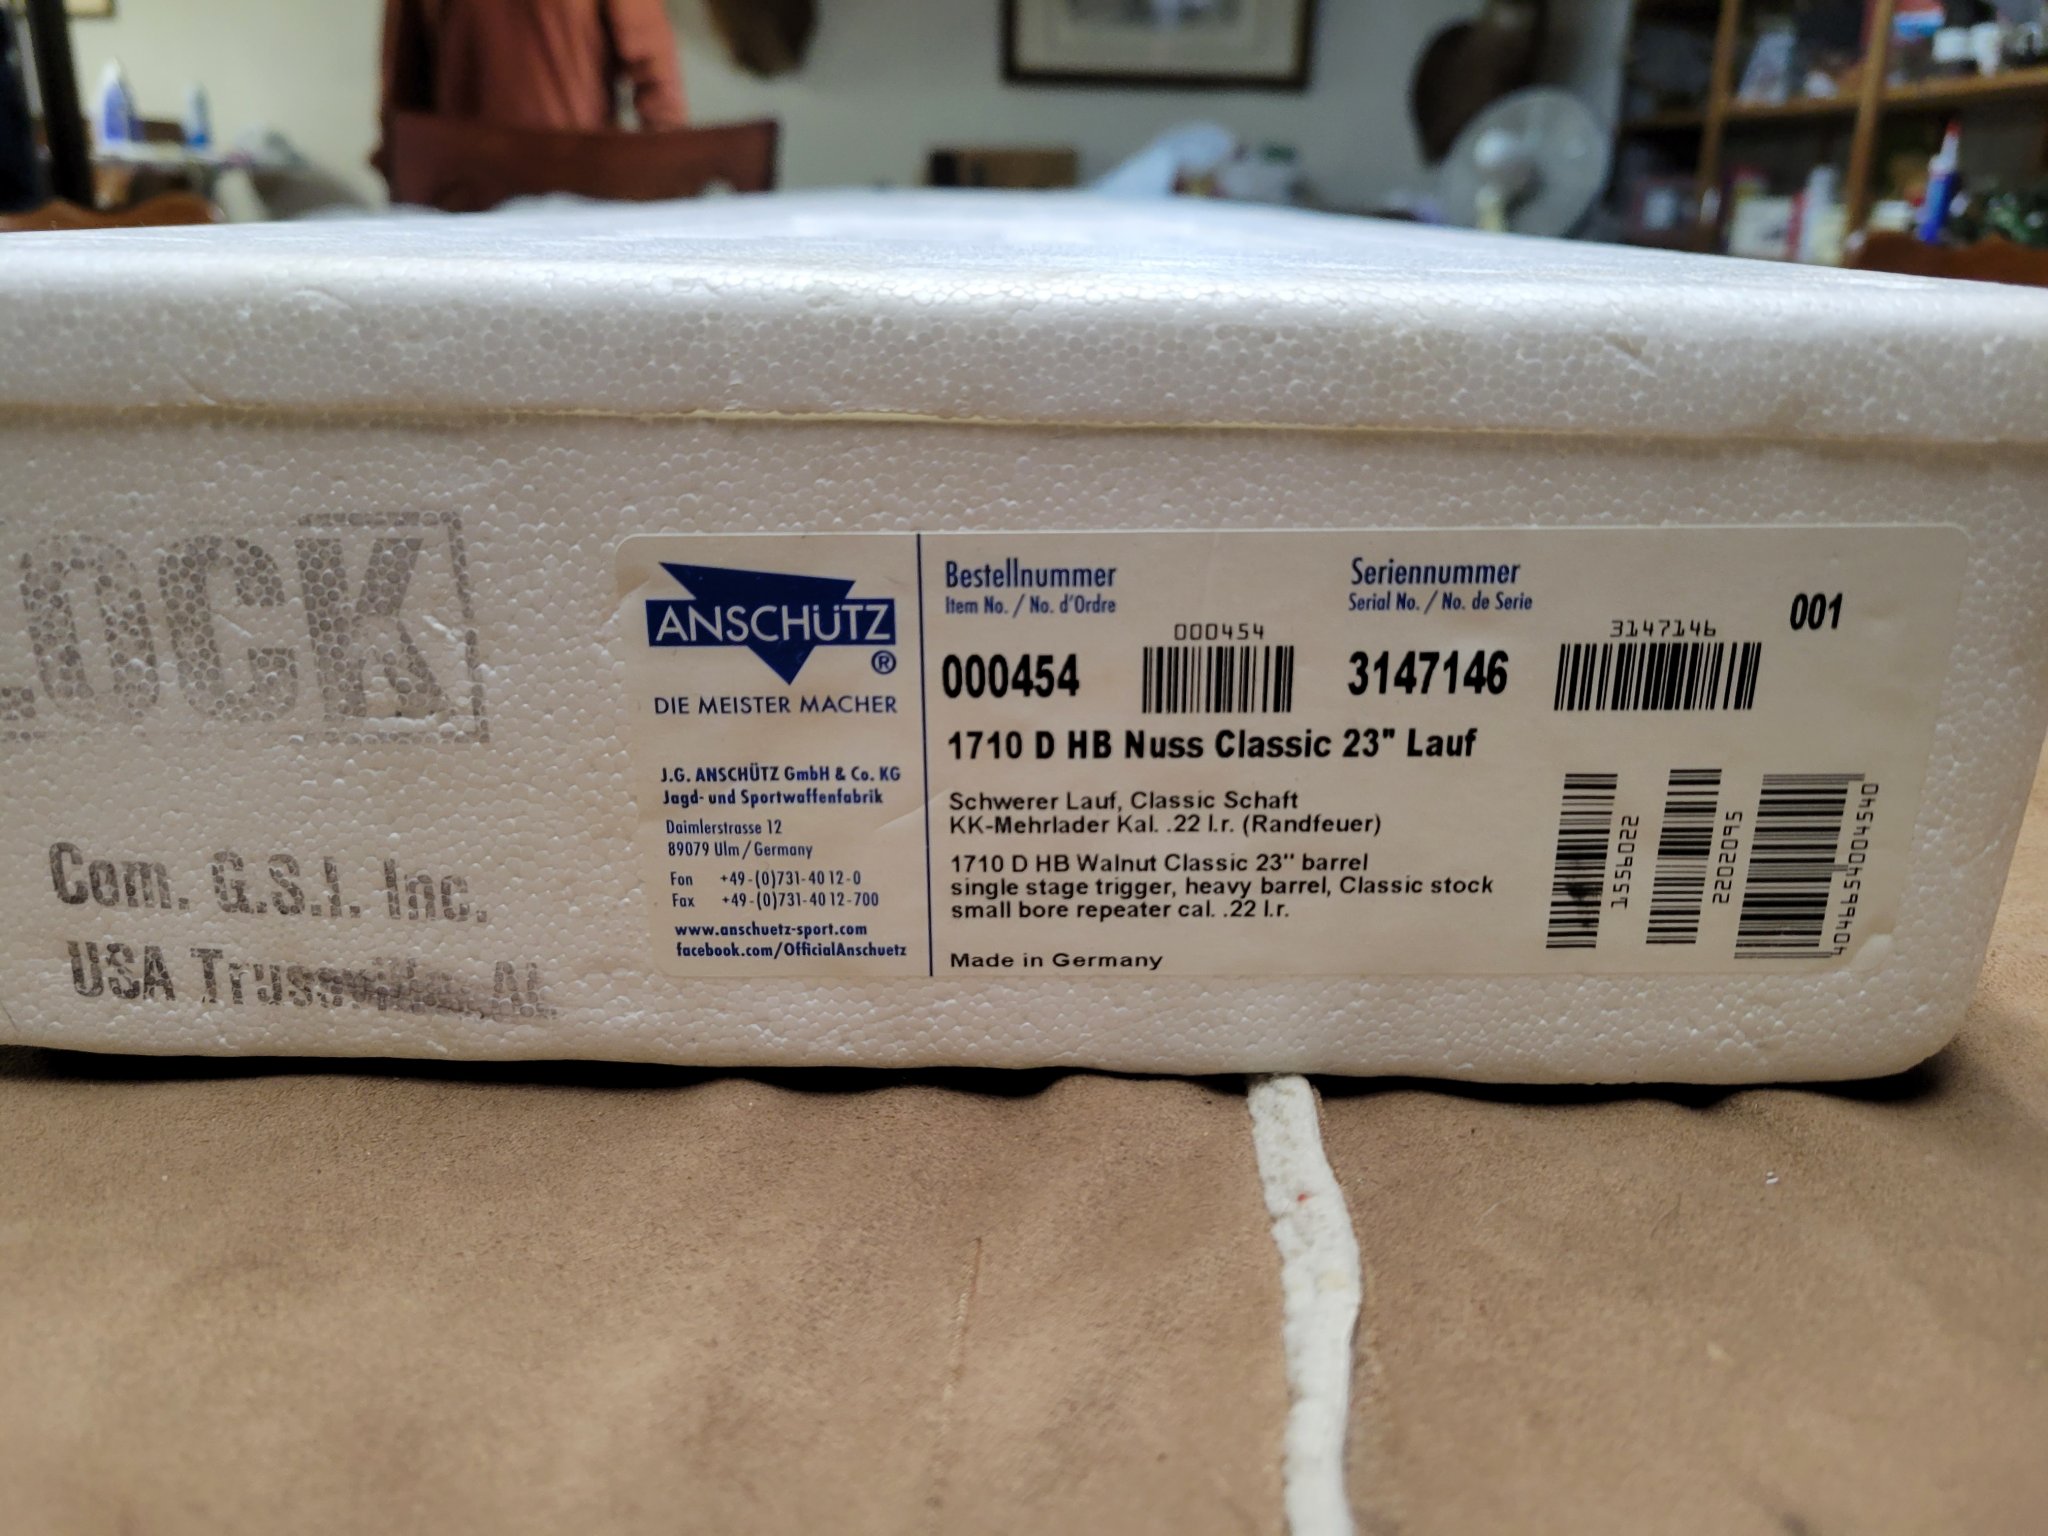 LOCK
Com. G.S.I. Inc.
USA Trussville, AL
ANSCHÜTZ
®
DIE MEISTER MACHER
J.G. ANSCHÜTZ GmbH & Co. KG
Jagd- und Sportwaffenfabrik
Daimlerstrasse 12
89079 Ulm / Germany
Fon +49-(0)731-40 12-0
Fax +49-(0)731-40 12-700
www.anschuetz-sport.com
facebook.com/OfficialAnschuetz
Bestellnummer
Item No. / No. d'Ordre
000454
000454
Seriennummer
Serial No. / No. de Serie
3147146
3147146
001
1710 D HB Nuss Classic 23" Lauf
Schwerer Lauf, Classic Schaft
KK-Mehrlader Kal. .22 l.r. (Randfeuer)
1710 D HB Walnut Classic 23" barrel
single stage trigger, heavy barrel, Classic stock
small bore repeater cal. .22 l.r.
Made in Germany
1556022
2202095
4046654004540